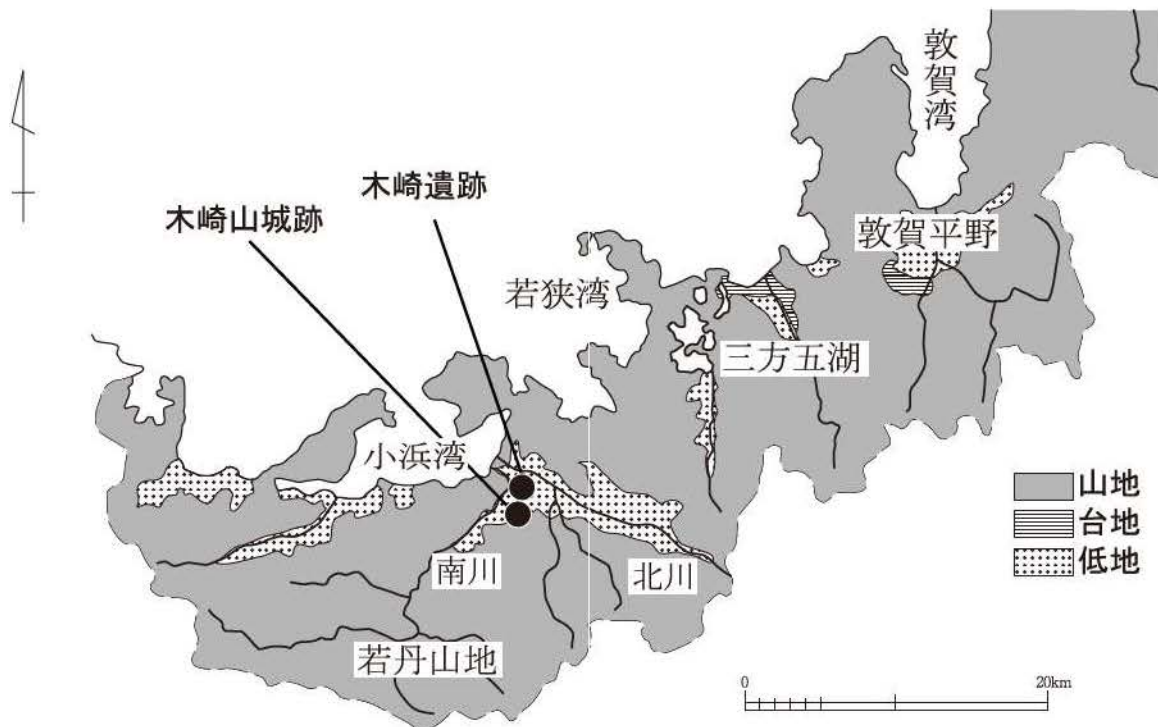 敦賀湾
木崎遺跡
木崎山城跡
敦賀平野
若狭湾
三方五湖
小浜湾
山地
台地
低地
南川
北川
若丹山地
0
20km